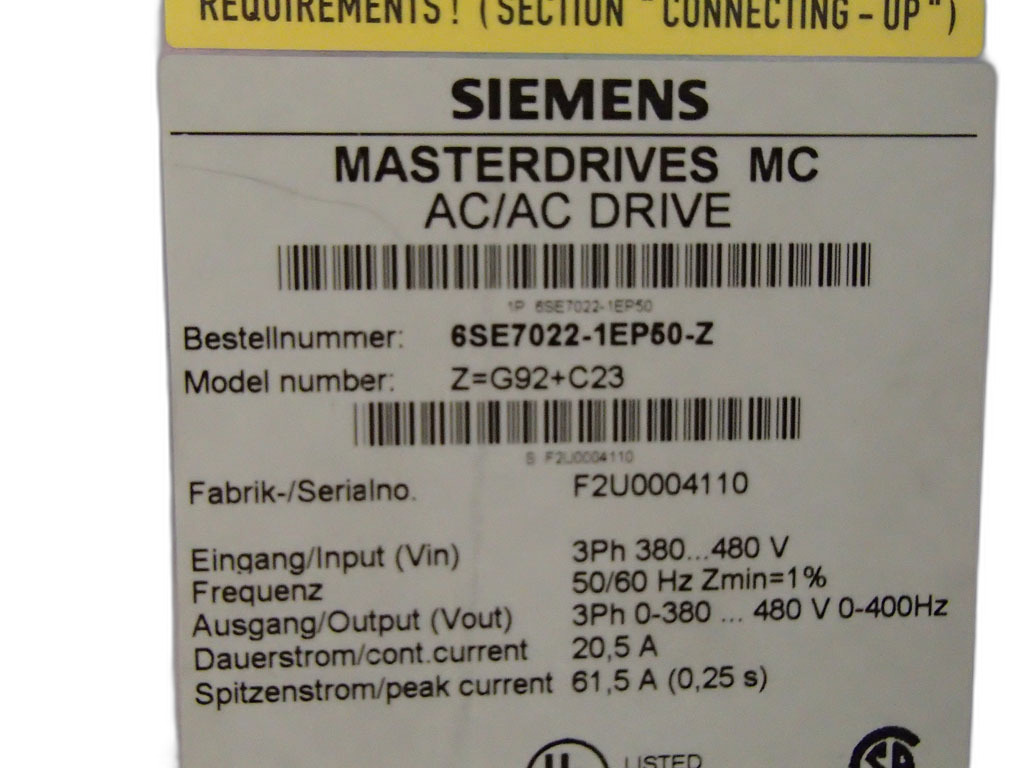 REQUIREMENTS! (SECTION "CONNECTING-UP")
SIEMENS
MASTERDRIVES MC
AC/AC DRIVE
1P 6SE7022-1EP50
Bestellnummer: 6SE7022-1EP50-Z
Model number: Z=G92+C23
S F2U0004110
Fabrik-/Serialno. F2U0004110
Eingang/Input (Vin) 3Ph 380...480 V
Frequenz 50/60 Hz Zmin=1%
Ausgang/Output (Vout) 3Ph 0-380 ... 480 V 0-400Hz
Dauerstrom/cont.current 20,5 A
Spitzenstrom/peak current 61,5 A (0,25 s)
UL LISTED